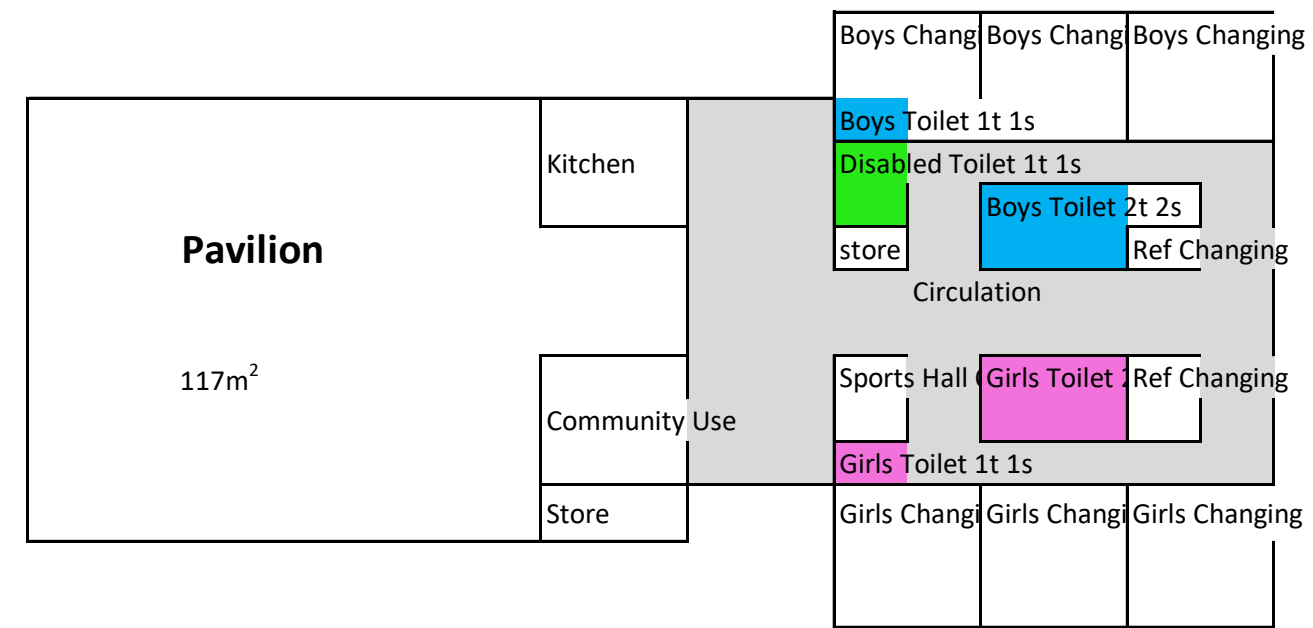 Boys Changi
Boys Changi
Boys Changing
Boys Toilet 1t 1s
Kitchen
Disabled Toilet 1t 1s
Boys Toilet 2t 2s
Pavilion
store
Ref Changing
Circulation
117m²
Sports Hall
Girls Toilet
Ref Changing
Community Use
Girls Toilet 1t 1s
Store
Girls Changi
Girls Changi
Girls Changing